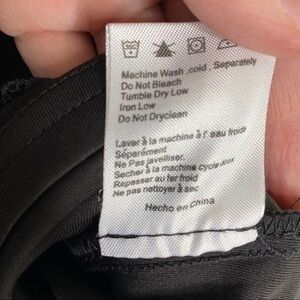 Machine Wash ,cold, Separately
Do Not Bleach
Tumble Dry Low
Iron Low
Do Not Dryclean
Laver à la machine à l' eau froide
Séparément
Ne Pas javelliser.
Secher à la machine cycle doux
Repasser au fer froid
Ne pas nettoyer à sec
Hecho en China